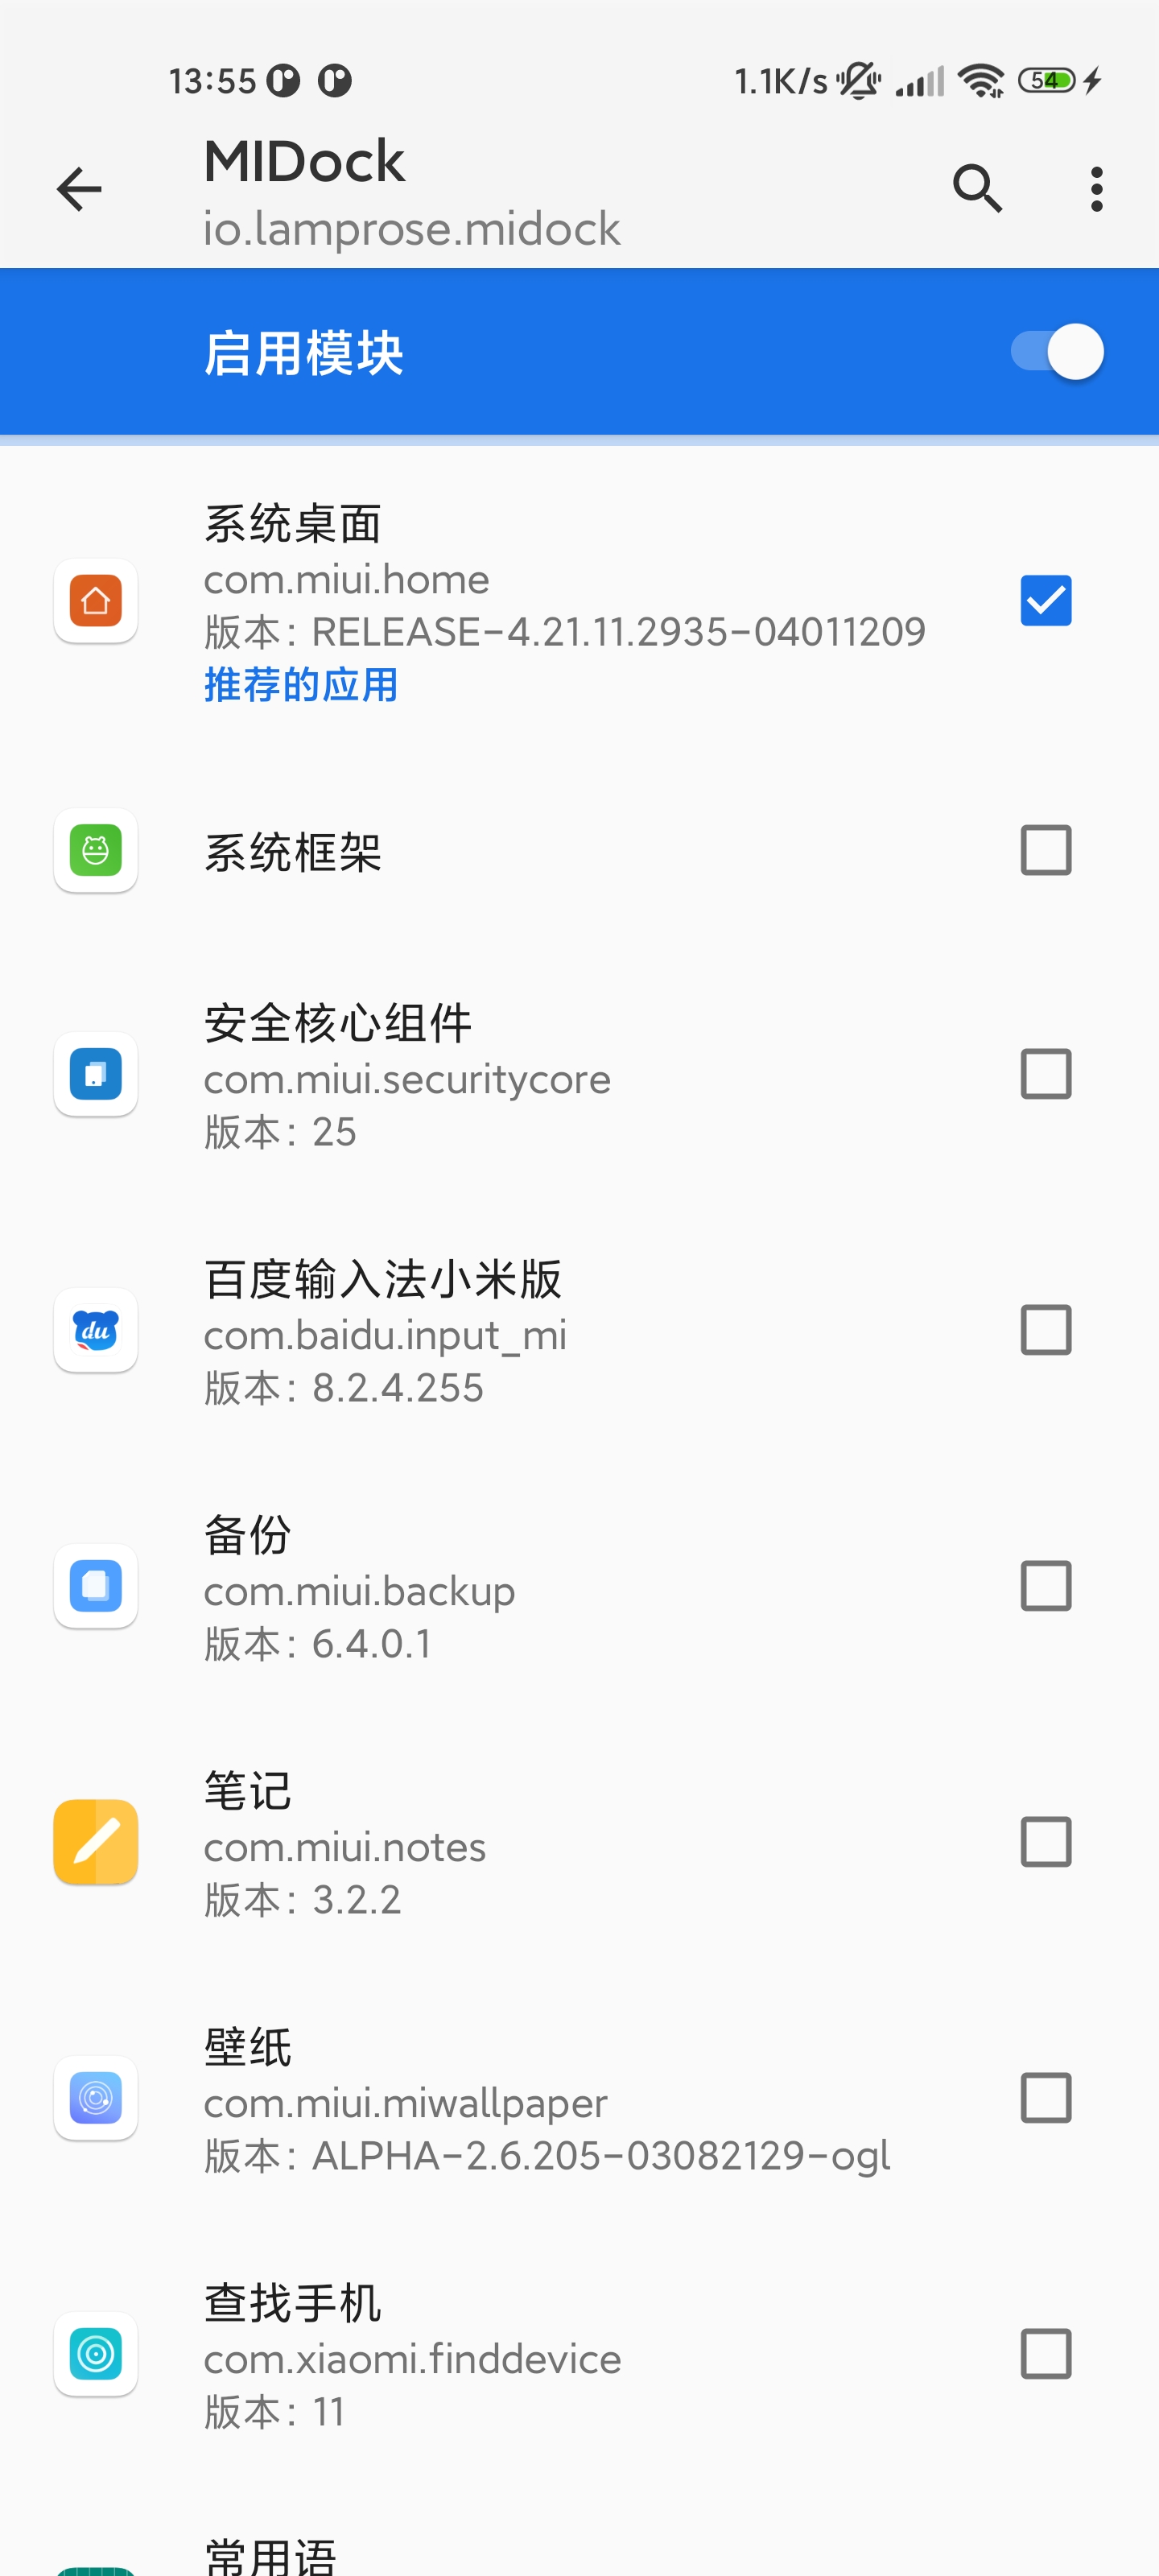 13:55
1.1K/s
54
MIDock
io.lamprose.midock
启用模块
系统桌面
com.miui.home
版本: RELEASE-4.21.11.2935-04011209
推荐的应用
系统框架
安全核心组件
com.miui.securitycore
版本: 25
百度输入法小米版
du
com.baidu.input_mi
版本: 8.2.4.255
备份
com.miui.backup
版本: 6.4.0.1
笔记
com.miui.notes
版本: 3.2.2
壁纸
com.miui.miwallpaper
版本: ALPHA-2.6.205-03082129-ogl
查找手机
com.xiaomi.finddevice
版本: 11
常用语